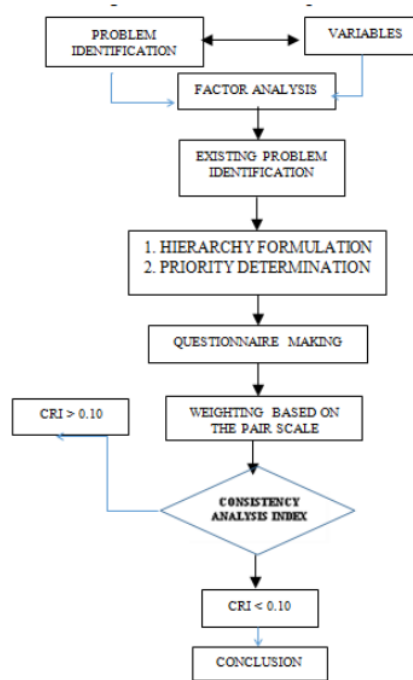 PROBLEM
IDENTIFICATION
VARIABLES
FACTOR ANALYSIS
EXISTING PROBLEM
IDENTIFICATION
1. HIERARCHY FORMULATION
2. PRIORITY DETERMINATION
QUESTIONNAIRE MAKING
WEIGHTING BASED ON
THE PAIR SCALE
CRI > 0.10
CONSISTENCY
ANALYSIS INDEX
CRI < 0.10
CONCLUSION